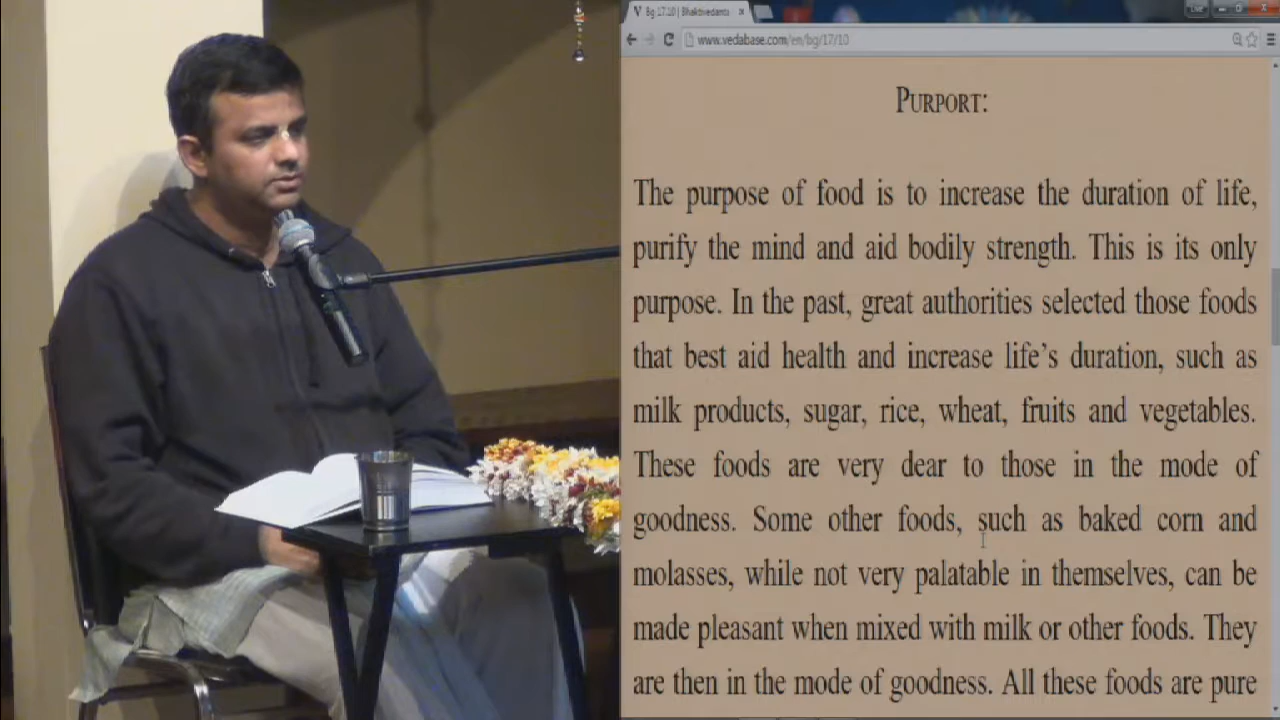 Bg 17.10 | Bhaktivedanta
www.vedabase.com/en/bg/17/10
PURPORT:
The purpose of food is to increase the duration of life,
purify the mind and aid bodily strength. This is its only
purpose. In the past, great authorities selected those foods
that best aid health and increase life's duration, such as
milk products, sugar, rice, wheat, fruits and vegetables.
These foods are very dear to those in the mode of
goodness. Some other foods, such as baked corn and
molasses, while not very palatable in themselves, can be
made pleasant when mixed with milk or other foods. They
are then in the mode of goodness. All these foods are pure